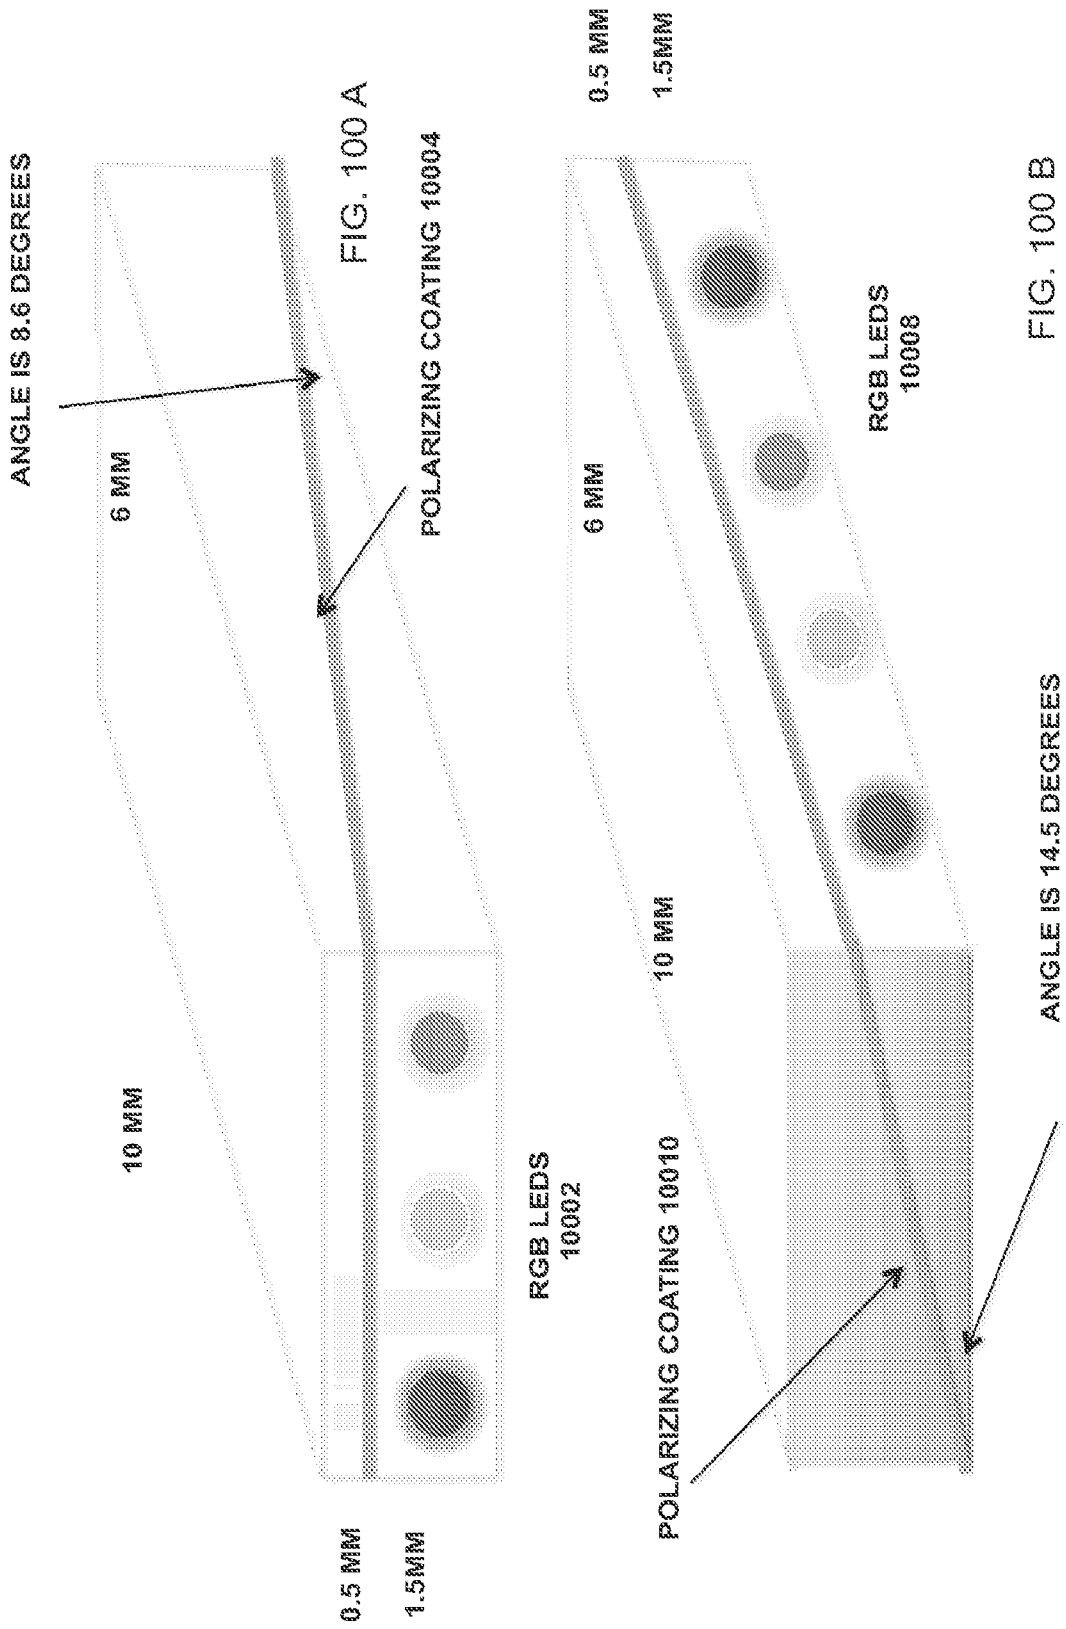 ANGLE IS 8.6 DEGREES
6 MM
10 MM
FIG. 100 A
POLARIZING COATING 10004
0.5 MM
1.5MM
RGB LEDS
10002
0.5 MM
1.5MM
6 MM
10 MM
POLARIZING COATING 10010
RGB LEDS
10008
FIG. 100 B
ANGLE IS 14.5 DEGREES